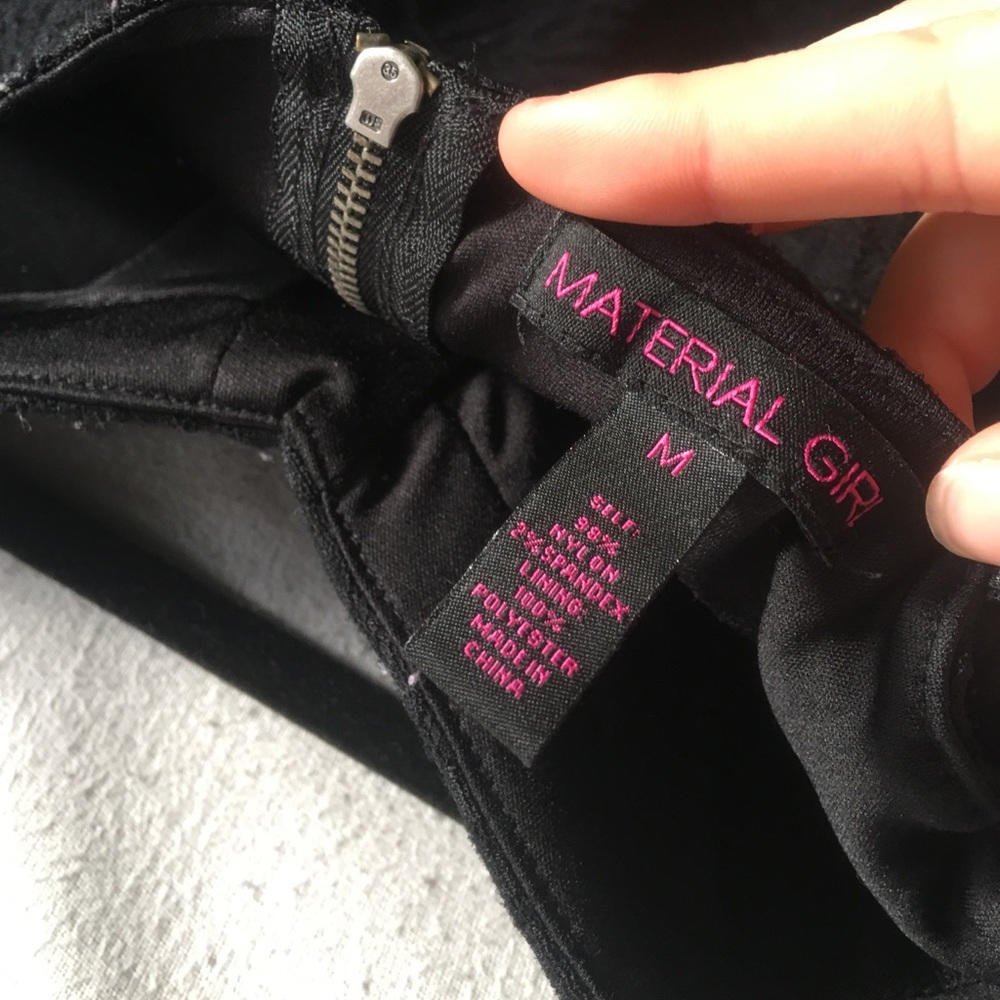 MATERIAL GIRL
M
SELF:
98%
NYLON
2% SPANDEX
LINING:
100%
POLYESTER
MADE IN
CHINA